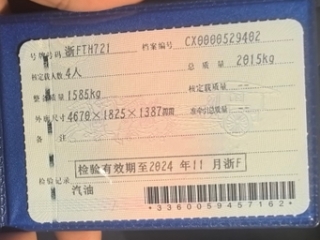 号牌号码 浙FTH721 档案编号 CX0000529402
核定载人数 4人 总质量 2015kg
整备质量 1585kg 核定载质量 --
外廓尺寸 4670×1825×1387mm 准牵引总质量 --
备注
检验有效期至2024年11月浙F
检验记录
汽油
*3360059457162*